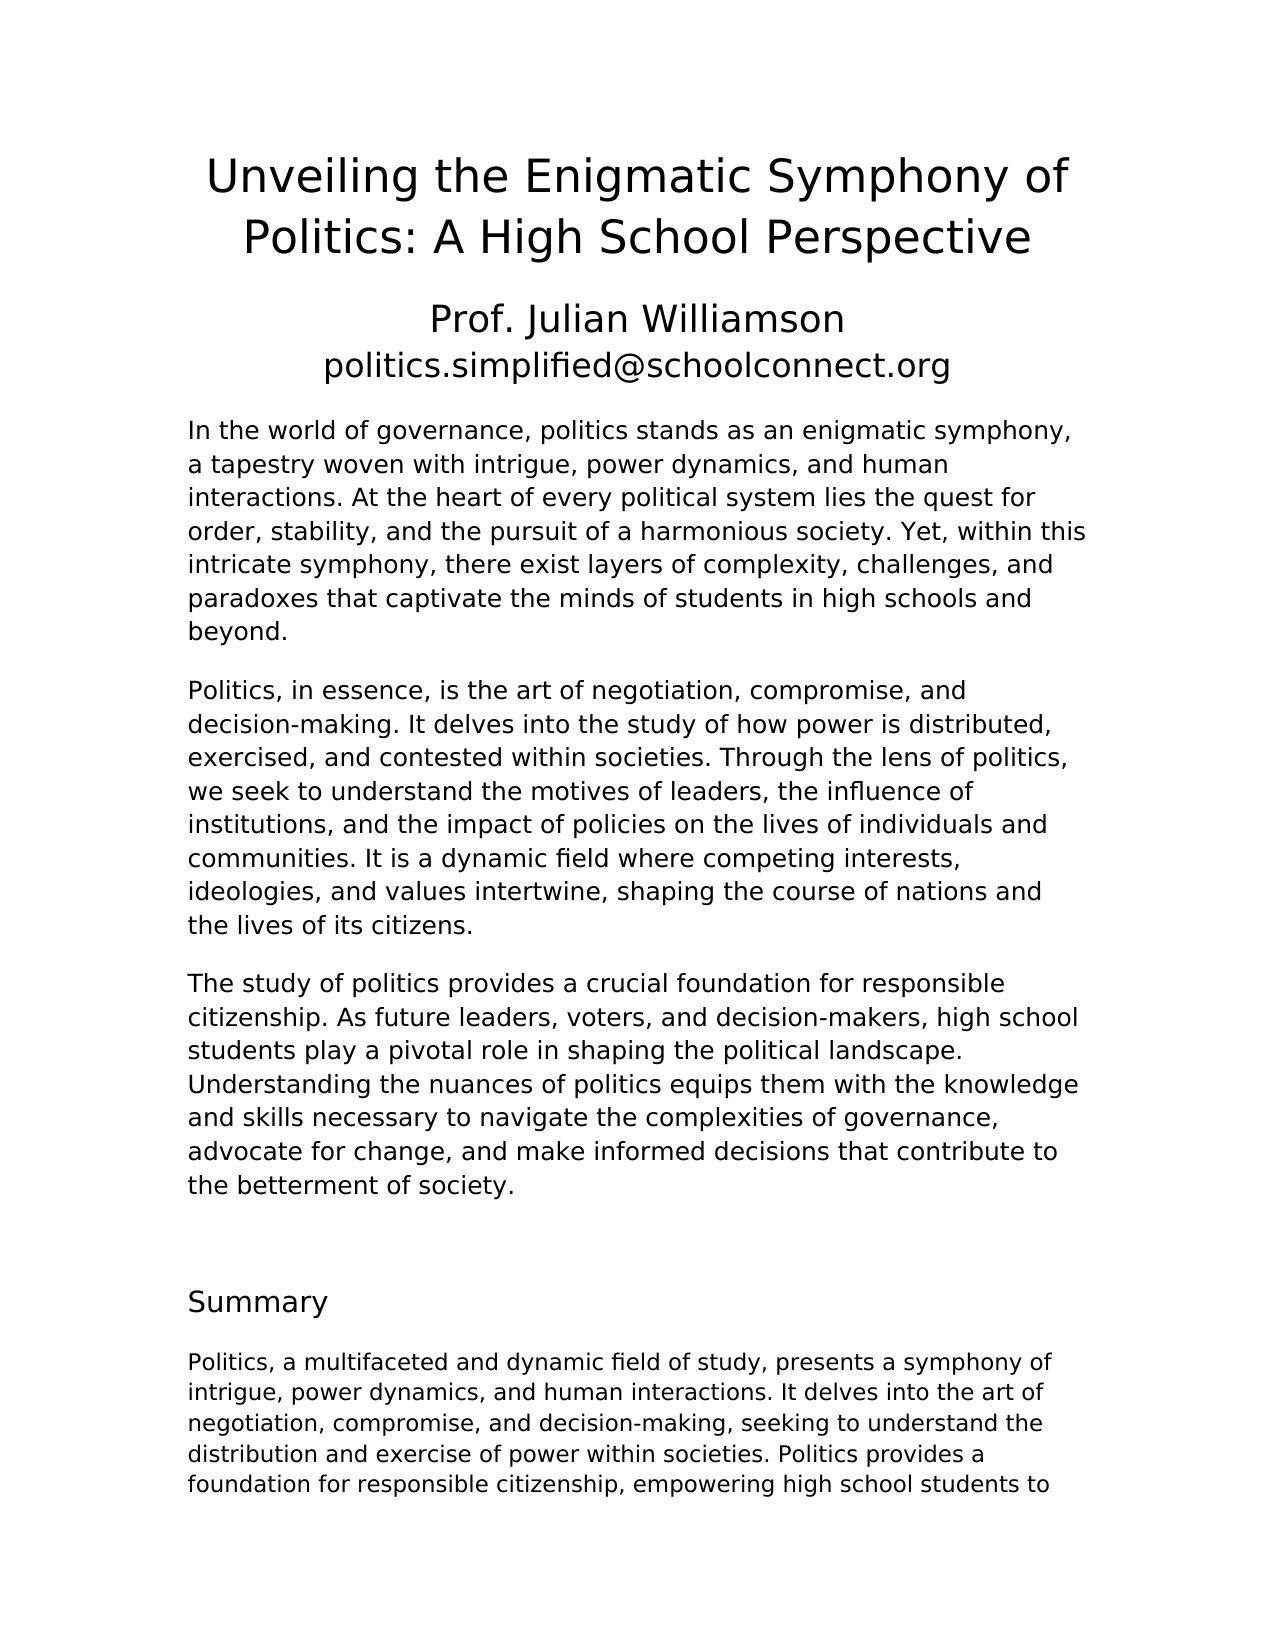 Unveiling the Enigmatic Symphony of
Politics: A High School Perspective
Prof. Julian Williamson
politics.simplified@schoolconnect.org
In the world of governance, politics stands as an enigmatic symphony,
a tapestry woven with intrigue, power dynamics, and human
interactions. At the heart of every political system lies the quest for
order, stability, and the pursuit of a harmonious society. Yet, within this
intricate symphony, there exist layers of complexity, challenges, and
paradoxes that captivate the minds of students in high schools and
beyond.
Politics, in essence, is the art of negotiation, compromise, and
decision-making. It delves into the study of how power is distributed,
exercised, and contested within societies. Through the lens of politics,
we seek to understand the motives of leaders, the influence of
institutions, and the impact of policies on the lives of individuals and
communities. It is a dynamic field where competing interests,
ideologies, and values intertwine, shaping the course of nations and
the lives of its citizens.
The study of politics provides a crucial foundation for responsible
citizenship. As future leaders, voters, and decision-makers, high school
students play a pivotal role in shaping the political landscape.
Understanding the nuances of politics equips them with the knowledge
and skills necessary to navigate the complexities of governance,
advocate for change, and make informed decisions that contribute to
the betterment of society.
Summary
Politics, a multifaceted and dynamic field of study, presents a symphony of
intrigue, power dynamics, and human interactions. It delves into the art of
negotiation, compromise, and decision-making, seeking to understand the
distribution and exercise of power within societies. Politics provides a
foundation for responsible citizenship, empowering high school students to